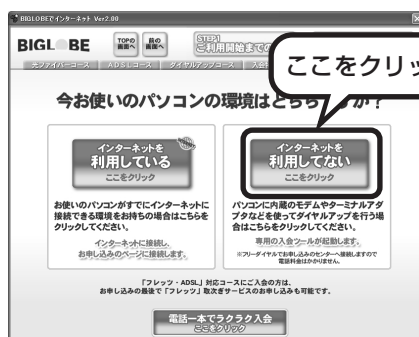 BIGLOBEでインターネット Ver2.00
BIGLOBE
TOPの
画面へ
前の
画面へ
STEP1
ご利用開始までの
光ファイバーコース
ADSLコース
ダイヤルアップコース
ここをクリッ
今お使いのパソコンの環境はどちらですか？
インターネットを
利用している
ここをクリック
お使いのパソコンがすでにインターネットに
接続できる環境をお持ちの場合はこちらを
クリックしてください。
インターネットに接続し、
お申し込みのページに接続します。
インターネットを
利用してない
ここをクリック
パソコンに内蔵のモデムやターミナルアダ
プタなどを使ってダイヤルアップを行う場
合はこちらをクリックしてください。
専用の入会ツールが起動します。
※フリーダイヤルでお申し込みのセンターへ接続しますので
電話料金はかかりません。
「フレッツ・ADSL」対応コースにご入会の方は、
お申し込みの最後で「フレッツ」取次ぎサービスのお申し込みも可能です。
電話一本でラクラク入会
ここをクリック